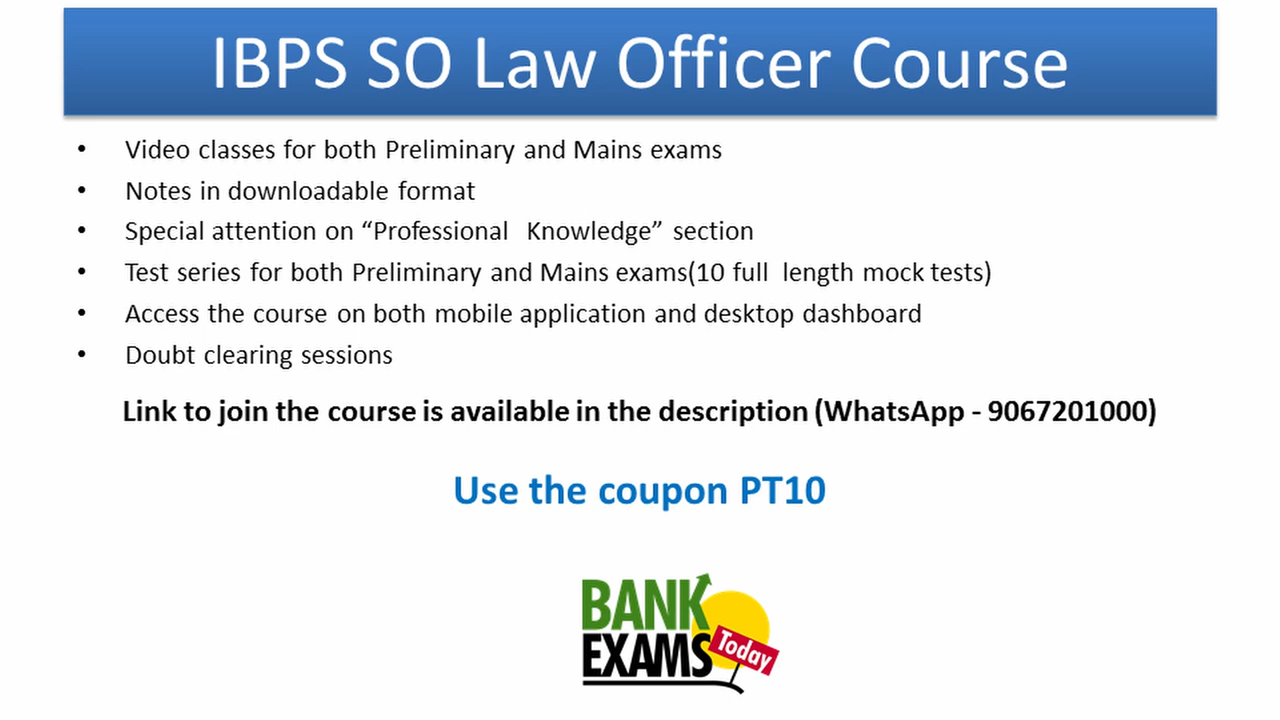 IBPS SO Law Officer Course
• Video classes for both Preliminary and Mains exams
• Notes in downloadable format
• Special attention on “Professional Knowledge” section
• Test series for both Preliminary and Mains exams(10 full length mock tests)
• Access the course on both mobile application and desktop dashboard
• Doubt clearing sessions
Link to join the course is available in the description (WhatsApp - 9067201000)
Use the coupon PT10
BANK
EXAMS
Today